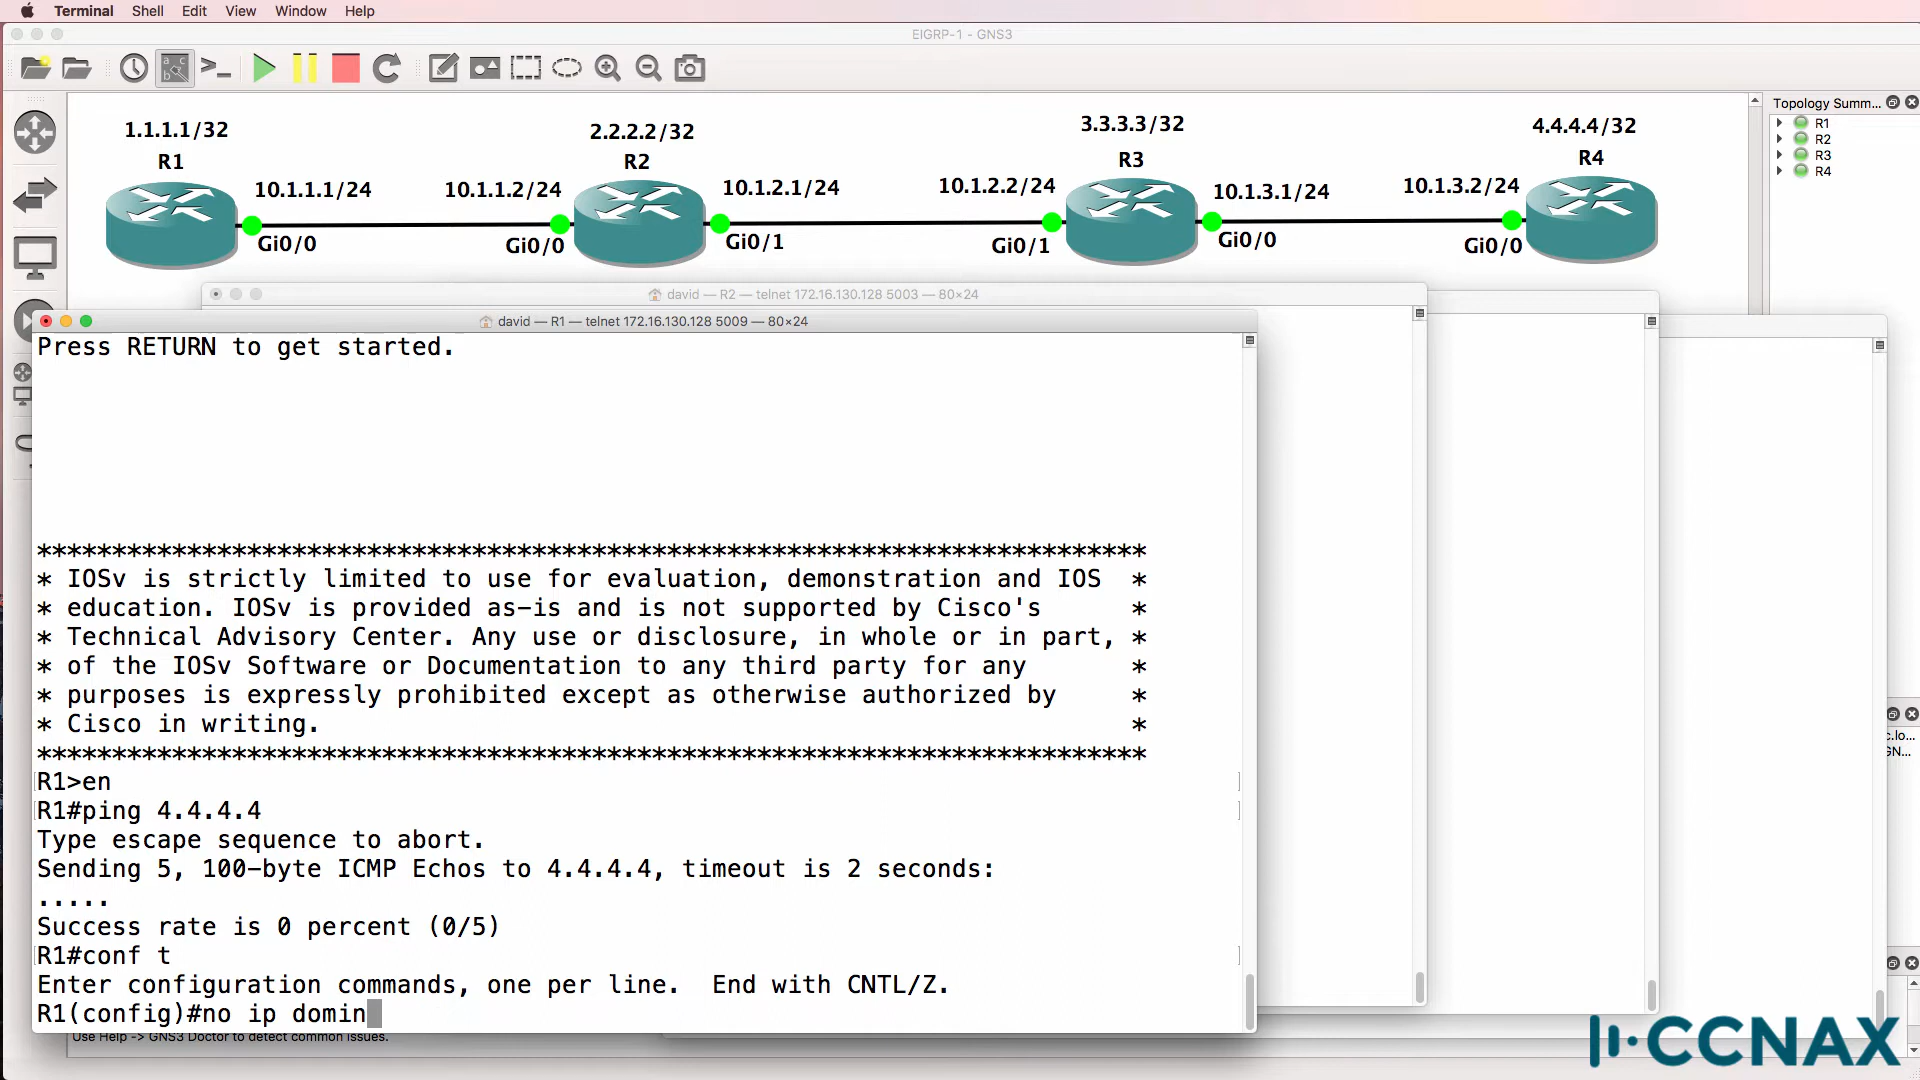 Terminal Shell Edit View Window Help
EIGRP-1 - GNS3
Topology Summ...
R1
R2
R3
R4
1.1.1.1/32
R1
2.2.2.2/32
R2
3.3.3.3/32
R3
4.4.4.4/32
R4
10.1.1.1/24
10.1.1.2/24
10.1.2.1/24
10.1.2.2/24
10.1.3.1/24
10.1.3.2/24
Gi0/0
Gi0/0
Gi0/1
Gi0/1
Gi0/0
Gi0/0
david — R2 — telnet 172.16.130.128 5003 — 80×24
david — R1 — telnet 172.16.130.128 5009 — 80×24
Press RETURN to get started.
**************************************************************************
* IOSv is strictly limited to use for evaluation, demonstration and IOS  *
* education. IOSv is provided as-is and is not supported by Cisco's      *
* Technical Advisory Center. Any use or disclosure, in whole or in part, *
* of the IOSv Software or Documentation to any third party for any       *
* purposes is expressly prohibited except as otherwise authorized by     *
* Cisco in writing.                                                      *
**************************************************************************
R1>en
R1#ping 4.4.4.4
Type escape sequence to abort.
Sending 5, 100-byte ICMP Echos to 4.4.4.4, timeout is 2 seconds:
.....
Success rate is 0 percent (0/5)
R1#conf t
Enter configuration commands, one per line.  End with CNTL/Z.
R1(config)#no ip domin
Use Help -> GNS3 Doctor to detect common issues.
c.lo...
GN...
CCNAX